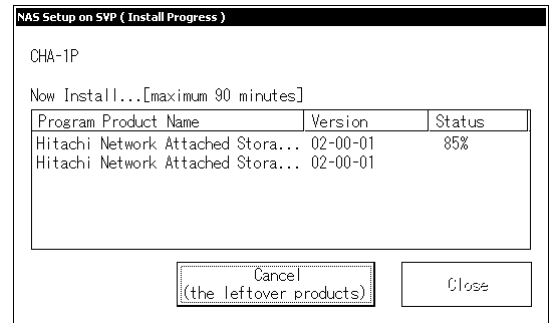 NAS Setup on SVP ( Install Progress )
CHA-1P
Now Install...[maximum 90 minutes]
Program Product Name Version Status
Hitachi Network Attached Stora... 02-00-01 85%
Hitachi Network Attached Stora... 02-00-01
Cancel
(the leftover products)
Close